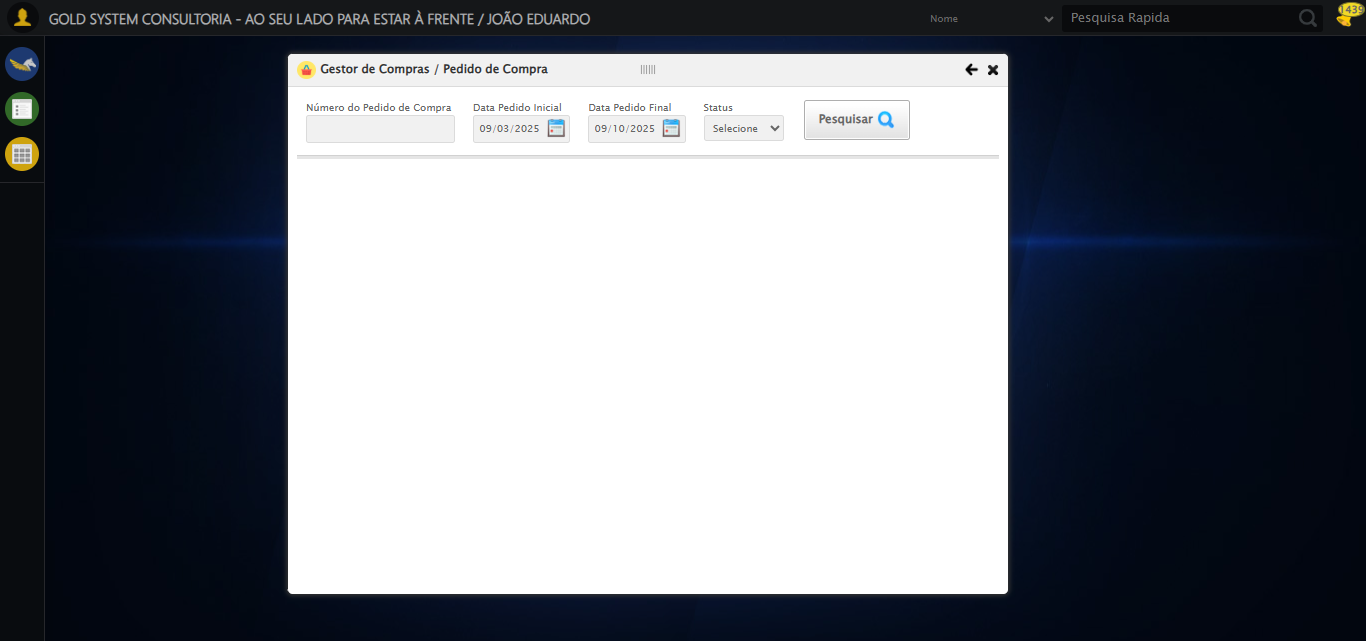 GOLD SYSTEM CONSULTORIA - AO SEU LADO PARA ESTAR À FRENTE / JOÃO EDUARDO
Nome
Pesquisa Rapida
1439
Gestor de Compras / Pedido de Compra
Número do Pedido de Compra
Data Pedido Inicial
Data Pedido Final
Status
09/03/2025
09/10/2025
Selecione
Pesquisar